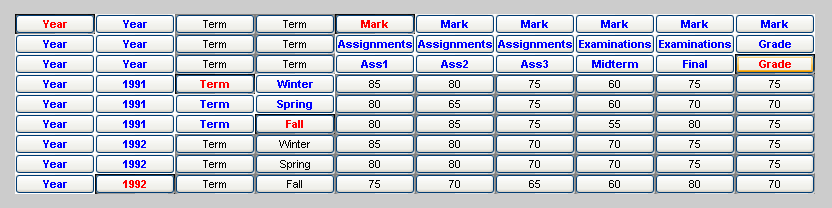 Year Year Term Term Mark Mark Mark Mark Mark Mark
Year Year Term Term Assignments Assignments Assignments Examinations Examinations Grade
Year Year Term Term Ass1 Ass2 Ass3 Midterm Final Grade
Year 1991 Term Winter 85 80 75 60 75 75
Year 1991 Term Spring 80 65 75 60 70 70
Year 1991 Term Fall 80 85 75 55 80 75
Year 1992 Term Winter 85 80 70 70 75 75
Year 1992 Term Spring 80 80 70 70 75 75
Year 1992 Term Fall 75 70 65 60 80 70